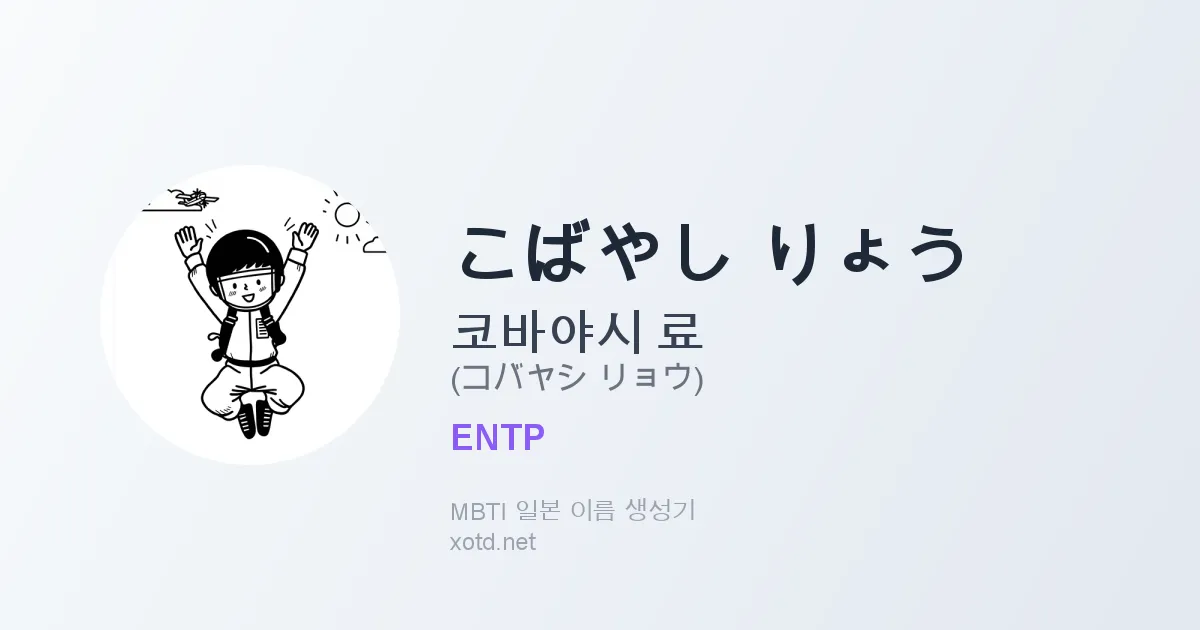 こばやし りょう
코바야시 료
(コバヤシ リョウ)
ENTP
MBTI 일본 이름 생성기
xotd.net